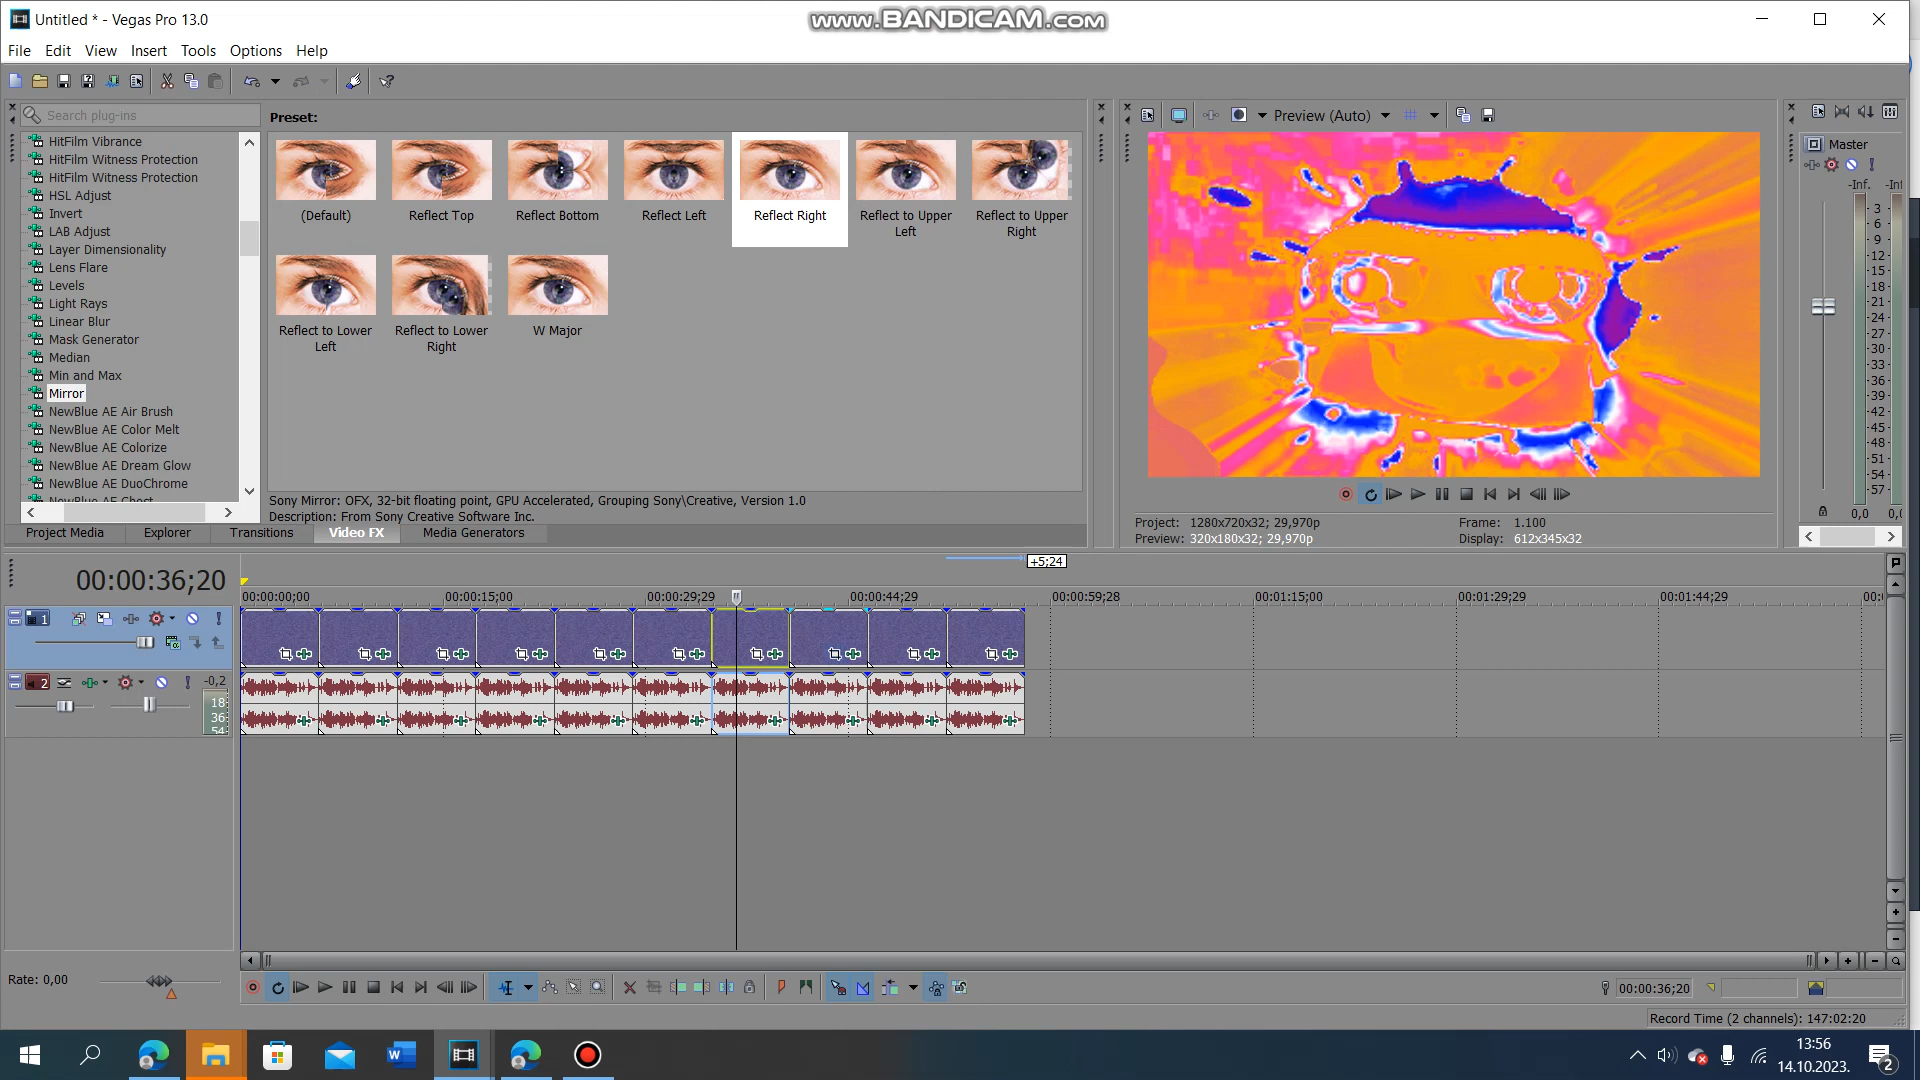 Untitled * - Vegas Pro 13.0
www.BANDICAM.com
File Edit View Insert Tools Options Help
Search plug-ins
Preset:
Preview (Auto)
HitFilm Vibrance
HitFilm Witness Protection
HitFilm Witness Protection
HSL Adjust
Invert
LAB Adjust
Layer Dimensionality
Lens Flare
Levels
Light Rays
Linear Blur
Mask Generator
Median
Min and Max
Mirror
NewBlue AE Air Brush
NewBlue AE Color Melt
NewBlue AE Colorize
NewBlue AE Dream Glow
NewBlue AE DuoChrome
(Default)
Reflect Top
Reflect Bottom
Reflect Left
Reflect Right
Reflect to Upper Left
Reflect to Upper Right
Reflect to Lower Left
Reflect to Lower Right
W Major
Sony Mirror: OFX, 32-bit floating point, GPU Accelerated, Grouping Sony\Creative, Version 1.0
Description: From Sony Creative Software Inc.
Project Media Explorer Transitions Video FX Media Generators
Project: 1280x720x32; 29,970p
Frame: 1.100
Preview: 320x180x32; 29,970p
Display: 612x345x32
Master
-Inf.
3
6
9
12
15
18
21
24
27
30
33
36
39
42
45
48
51
54
57
0,0
+5;24
00:00:36;20
00:00:00;00 00:00:15;00 00:00:29;29 00:00:44;29 00:00:59;28 00:01:15;00 00:01:29;29 00:01:44;29
1
2
-0,2
18
36
54
Rate: 0,00
00:00:36;20
Record Time (2 channels): 147:02:20
13:56
14.10.2023.
2